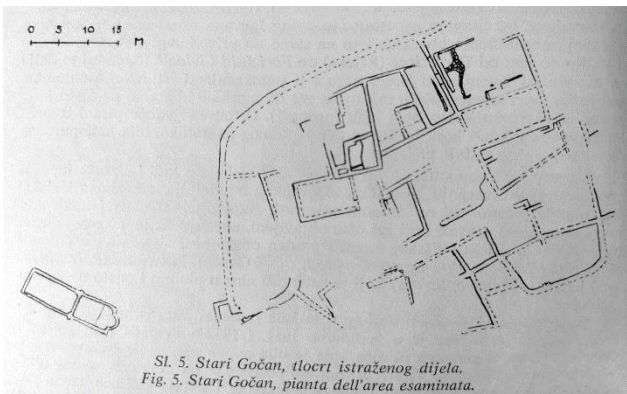 0 5 10 15 M
Sl. 5. Stari Gočan, tlocrt istraženog dijela.
Fig. 5. Stari Gočan, pianta dell'area esaminata.